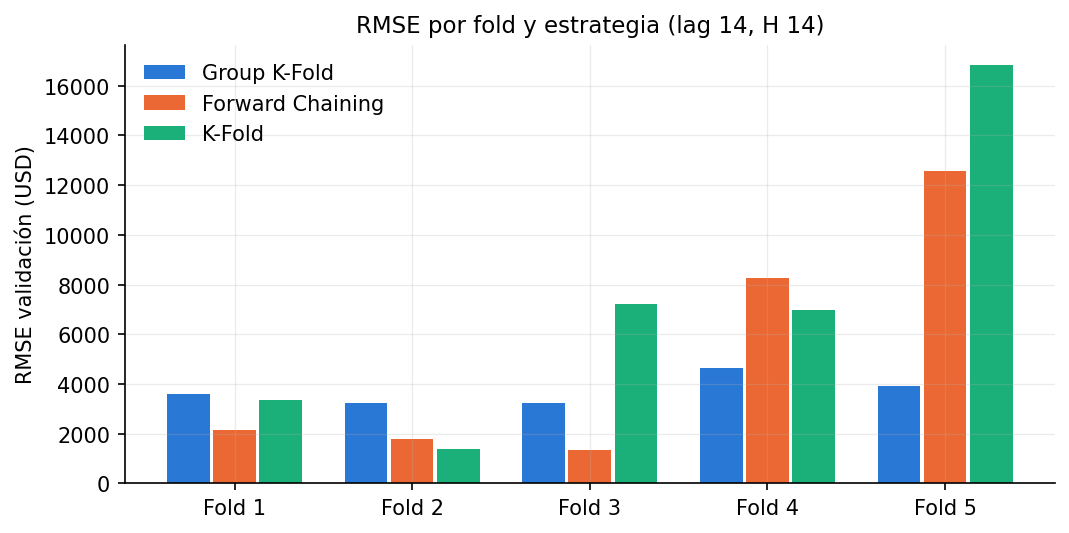 RMSE por fold y estrategia (lag 14, H 14)
Group K-Fold
Forward Chaining
K-Fold
RMSE validación (USD)
16000
14000
12000
10000
8000
6000
4000
2000
0
Fold 1
Fold 2
Fold 3
Fold 4
Fold 5